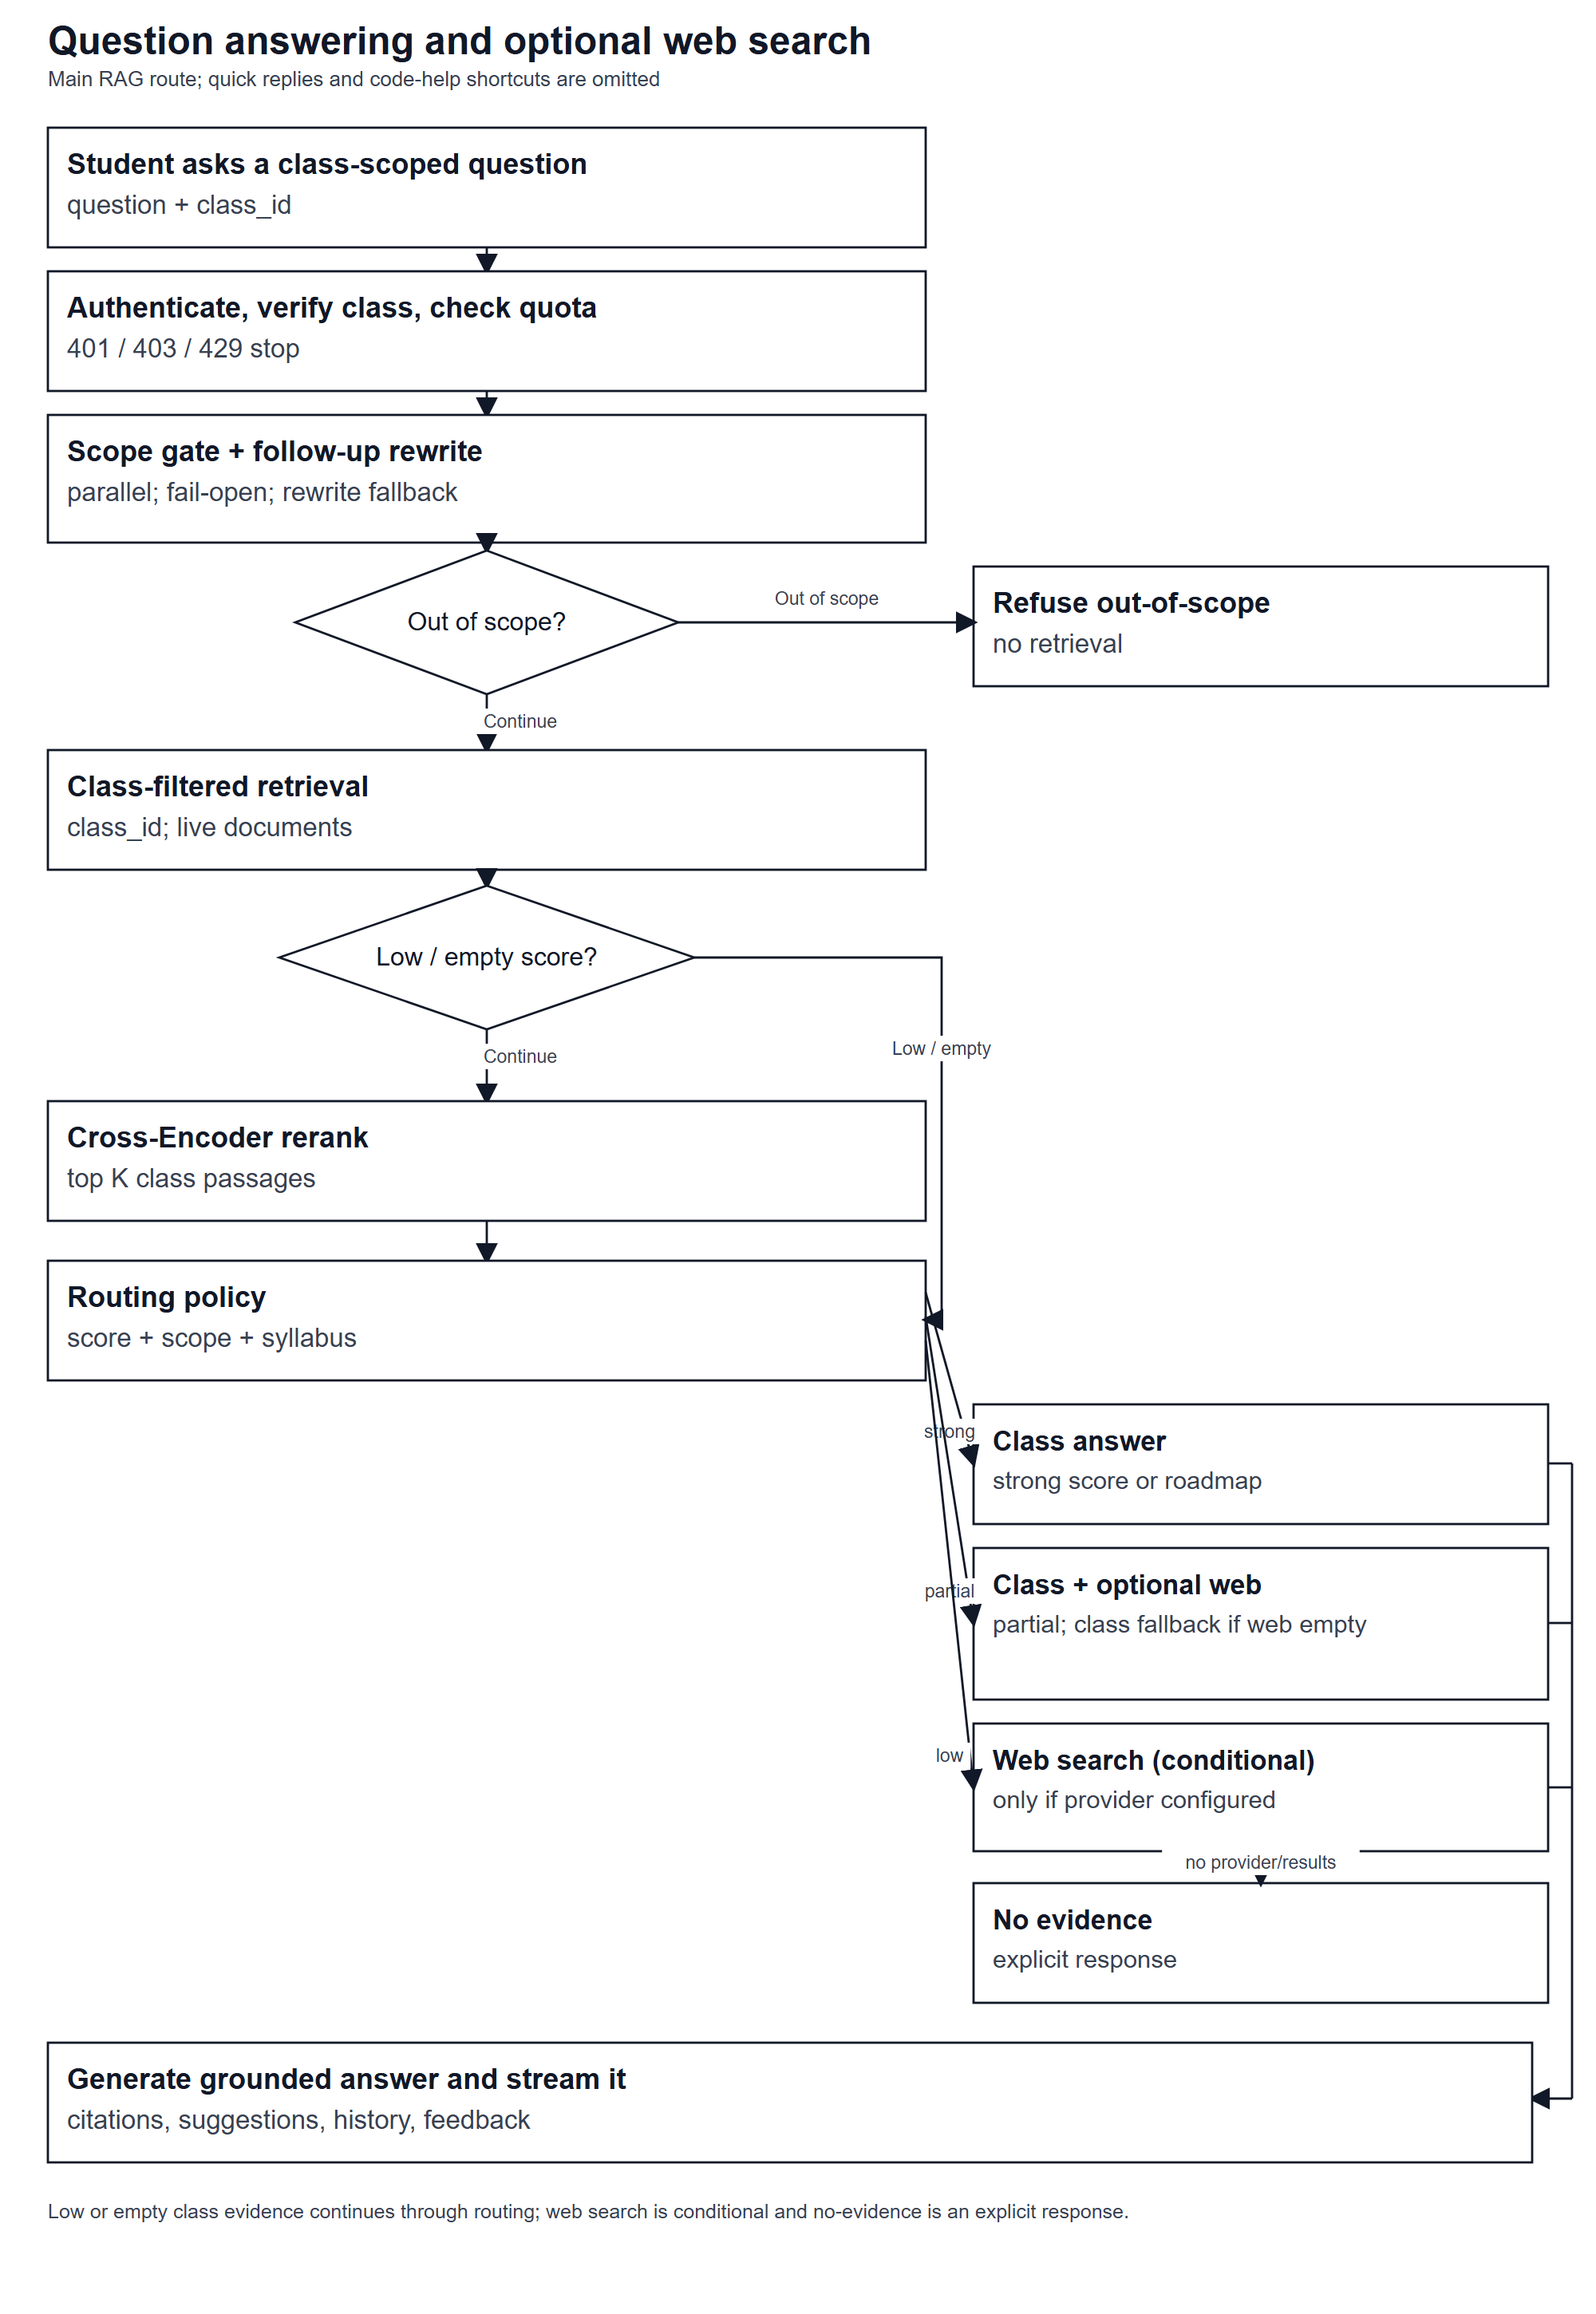 Question answering and optional web search
Main RAG route; quick replies and code-help shortcuts are omitted
Student asks a class-scoped question
question + class_id
Authenticate, verify class, check quota
401 / 403 / 429 stop
Scope gate + follow-up rewrite
parallel; fail-open; rewrite fallback
Out of scope?
Out of scope
Refuse out-of-scope
no retrieval
Continue
Class-filtered retrieval
class_id; live documents
Low / empty score?
Low / empty
Continue
Cross-Encoder rerank
top K class passages
Routing policy
score + scope + syllabus
strong
Class answer
strong score or roadmap
partial
Class + optional web
partial; class fallback if web empty
low
Web search (conditional)
only if provider configured
no provider/results
No evidence
explicit response
Generate grounded answer and stream it
citations, suggestions, history, feedback
Low or empty class evidence continues through routing; web search is conditional and no-evidence is an explicit response.